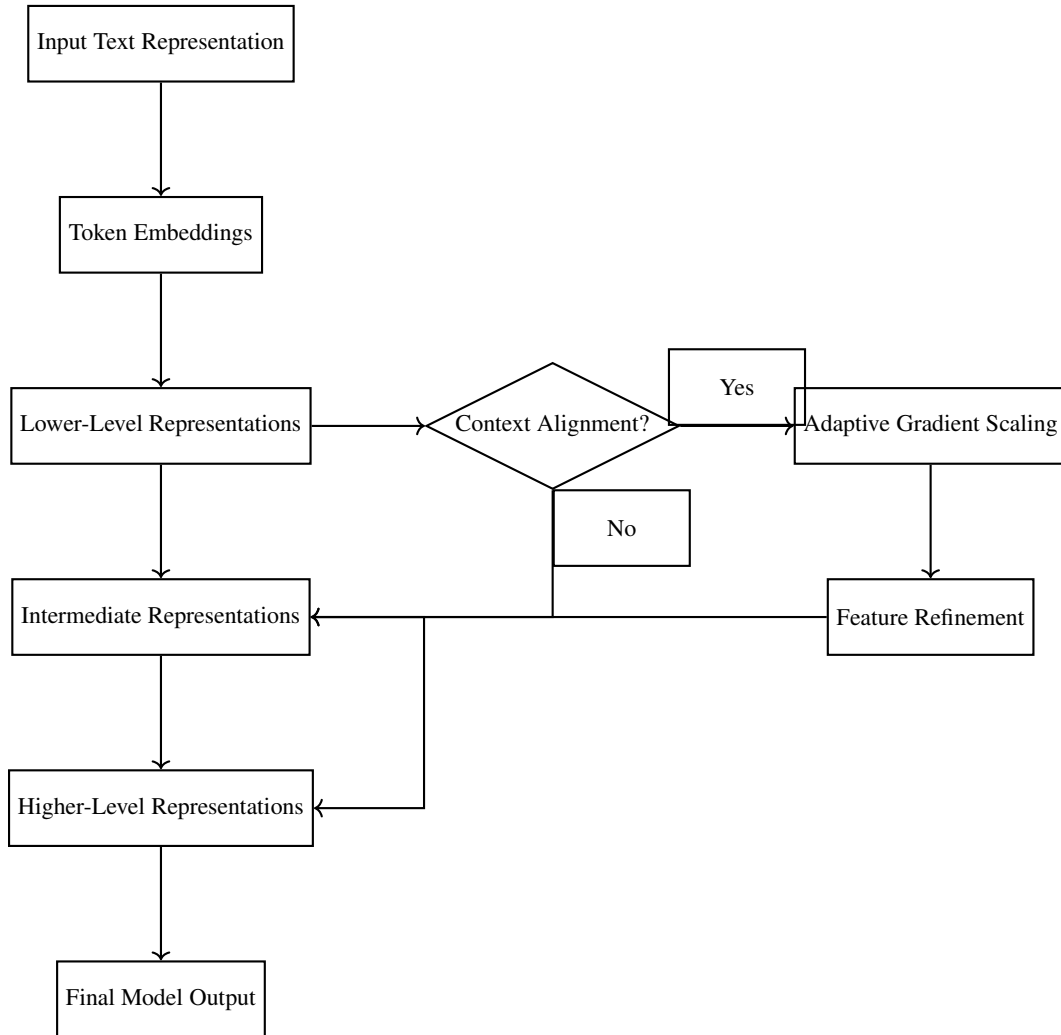 Input Text Representation
Token Embeddings
Lower-Level Representations
Context Alignment?
Yes
Adaptive Gradient Scaling
No
Intermediate Representations
Feature Refinement
Higher-Level Representations
Final Model Output